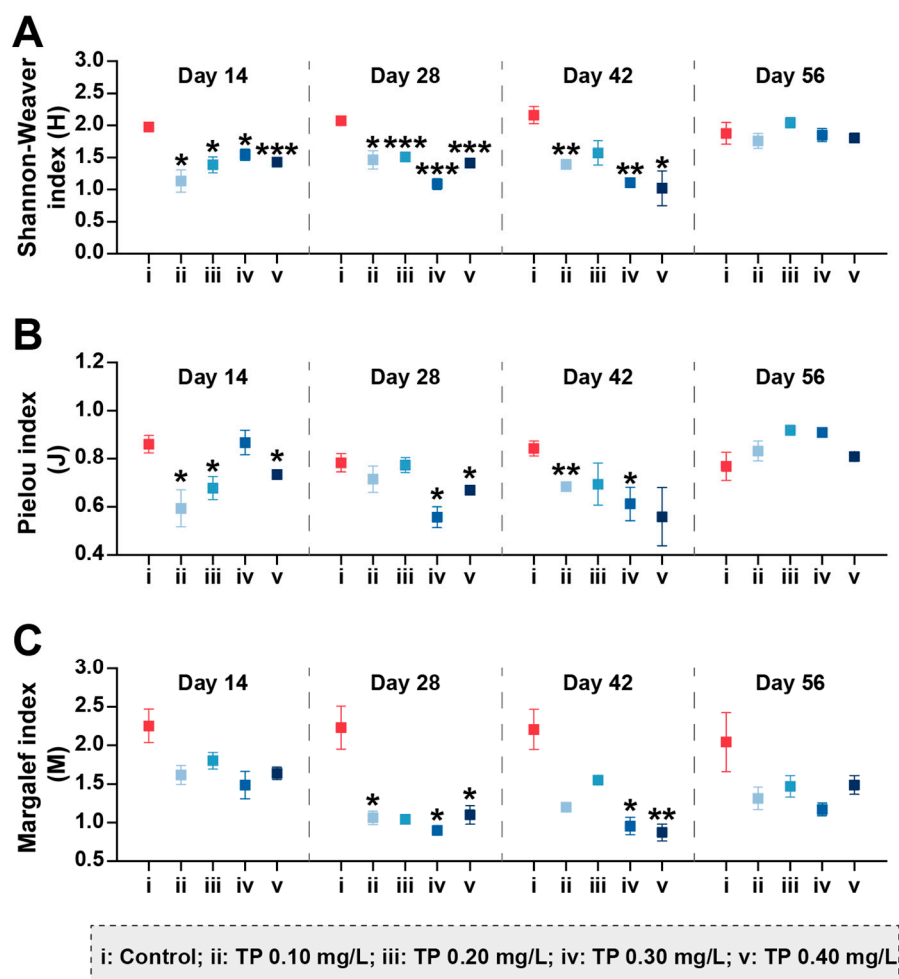 A
Shannon-Weaver
index (H)
3.0
2.5
2.0
1.5
1.0
0.5
0.0
Day 14
Day 28
Day 42
Day 56
* * * ***
* *** *** ***
** ** *
i ii iii iv v
i ii iii iv v
i ii iii iv v
i ii iii iv v
B
Pielou index
(J)
1.2
1.0
0.8
0.6
0.4
Day 14
Day 28
Day 42
Day 56
* * *
* *
** *
i ii iii iv v
i ii iii iv v
i ii iii iv v
i ii iii iv v
C
Margalef index
(M)
3.0
2.5
2.0
1.5
1.0
0.5
Day 14
Day 28
Day 42
Day 56
* * *
* **
i ii iii iv v
i ii iii iv v
i ii iii iv v
i ii iii iv v
i: Control; ii: TP 0.10 mg/L; iii: TP 0.20 mg/L; iv: TP 0.30 mg/L; v: TP 0.40 mg/L